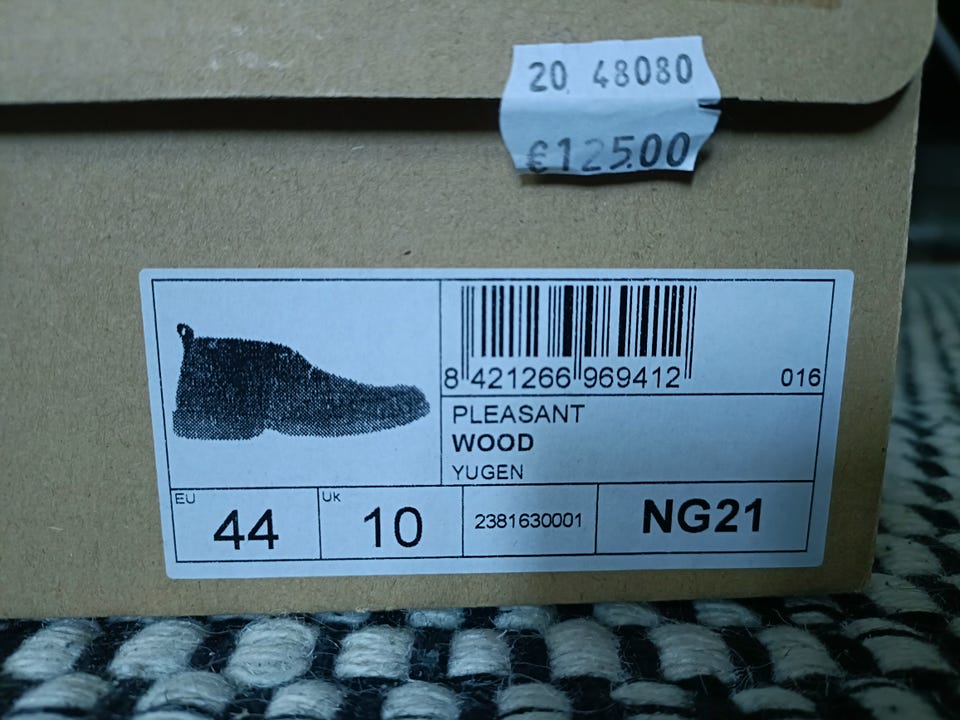 20 48080
€125.00
8 421266 969412
016
PLEASANT
WOOD
YUGEN
EU
44
UK
10
2381630001
NG21